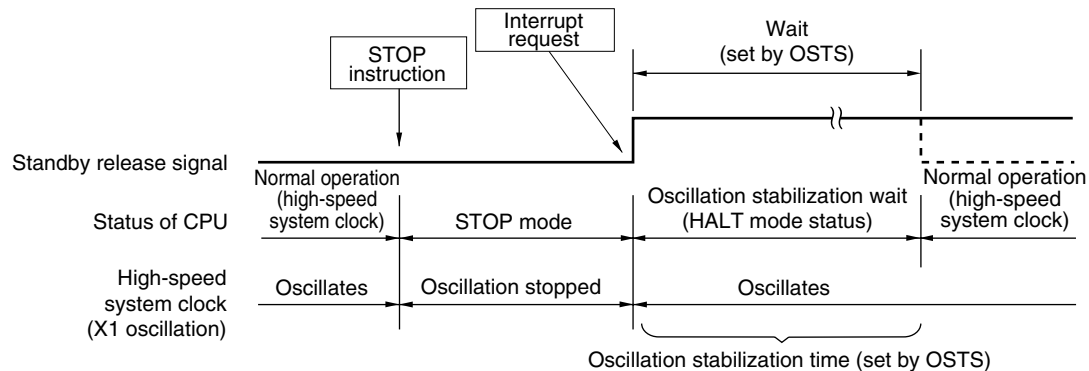 Interrupt
request
Wait
(set by OSTS)
STOP
instruction
Standby release signal
Normal operation
(high-speed
system clock)
Oscillation stabilization wait
(HALT mode status)
Normal operation
(high-speed
system clock)
Status of CPU
STOP mode
High-speed
system clock
(X1 oscillation)
Oscillates
Oscillation stopped
Oscillates
Oscillation stabilization time (set by OSTS)